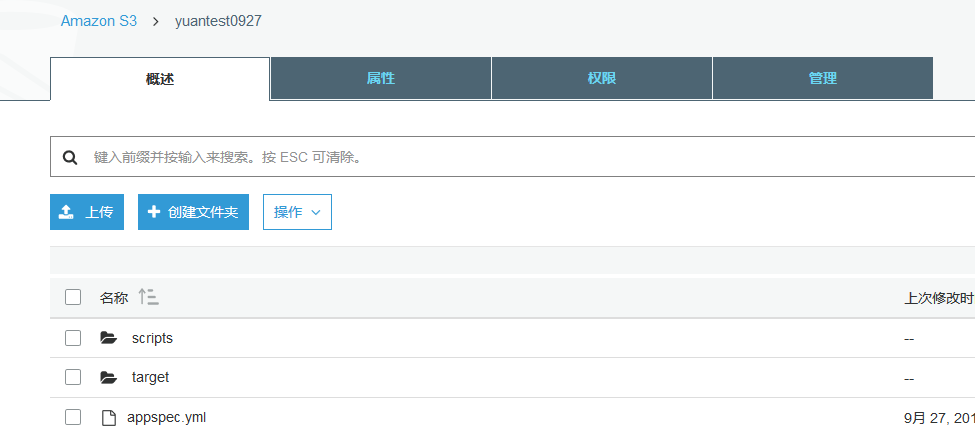 Amazon S3 > yuantest0927
概述 属性 权限 管理
键入前缀并按输入来搜索。按 ESC 可清除。
上传 创建文件夹 操作
名称 上次修改时
scripts --
target --
appspec.yml 9月 27, 201